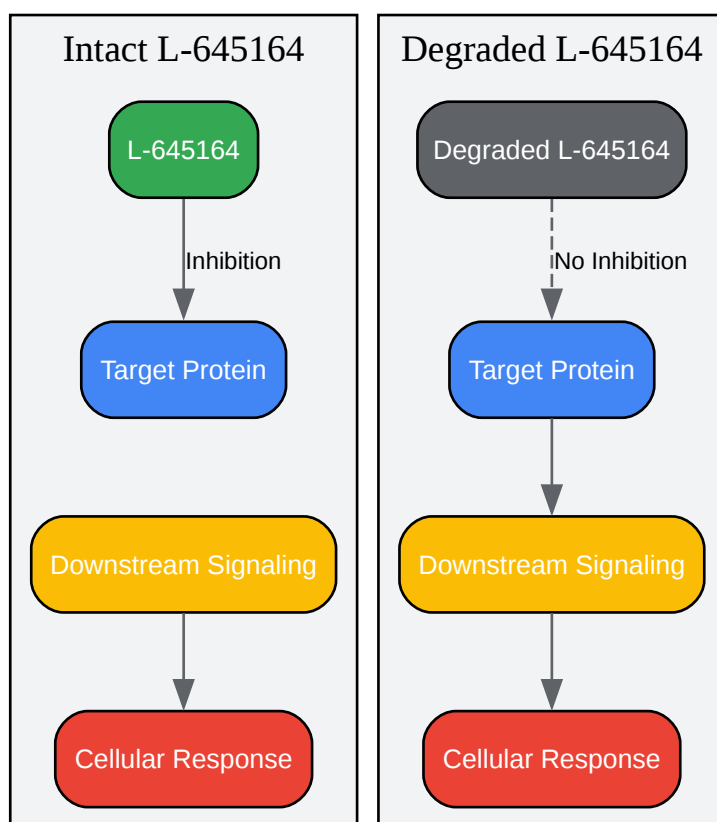 Intact L-645164
L-645164
Inhibition
Target Protein
Downstream Signaling
Cellular Response
Degraded L-645164
Degraded L-645164
No Inhibition
Target Protein
Downstream Signaling
Cellular Response